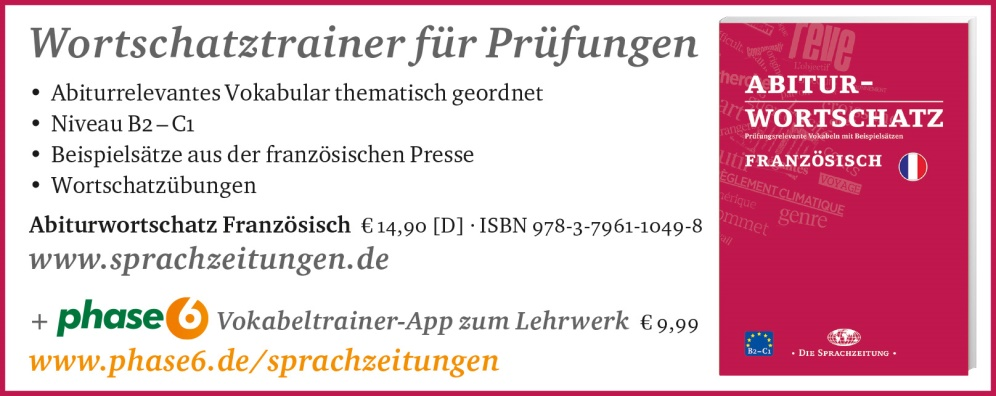 Wortschatztrainer für Prüfungen
• Abiturrelevantes Vokabular thematisch geordnet
• Niveau B2–C1
• Beispielsätze aus der französischen Presse
• Wortschatzübungen
Abiturwortschatz Französisch € 14,90 [D] · ISBN 978-3-7961-1049-8
www.sprachzeitungen.de
+ phase6 Vokabeltrainer-App zum Lehrwerk € 9,99
www.phase6.de/sprachzeitungen
rêve
L'objectif
ABITUR-
WORTSCHATZ
Prüfungsrelevante Vokabeln mit Beispielsätzen
FRANZÖSISCH
VOYAGE
RÈGLEMENT CLIMATIQUE
genre
B2–C1
· DIE SPRACHZEITUNG ·